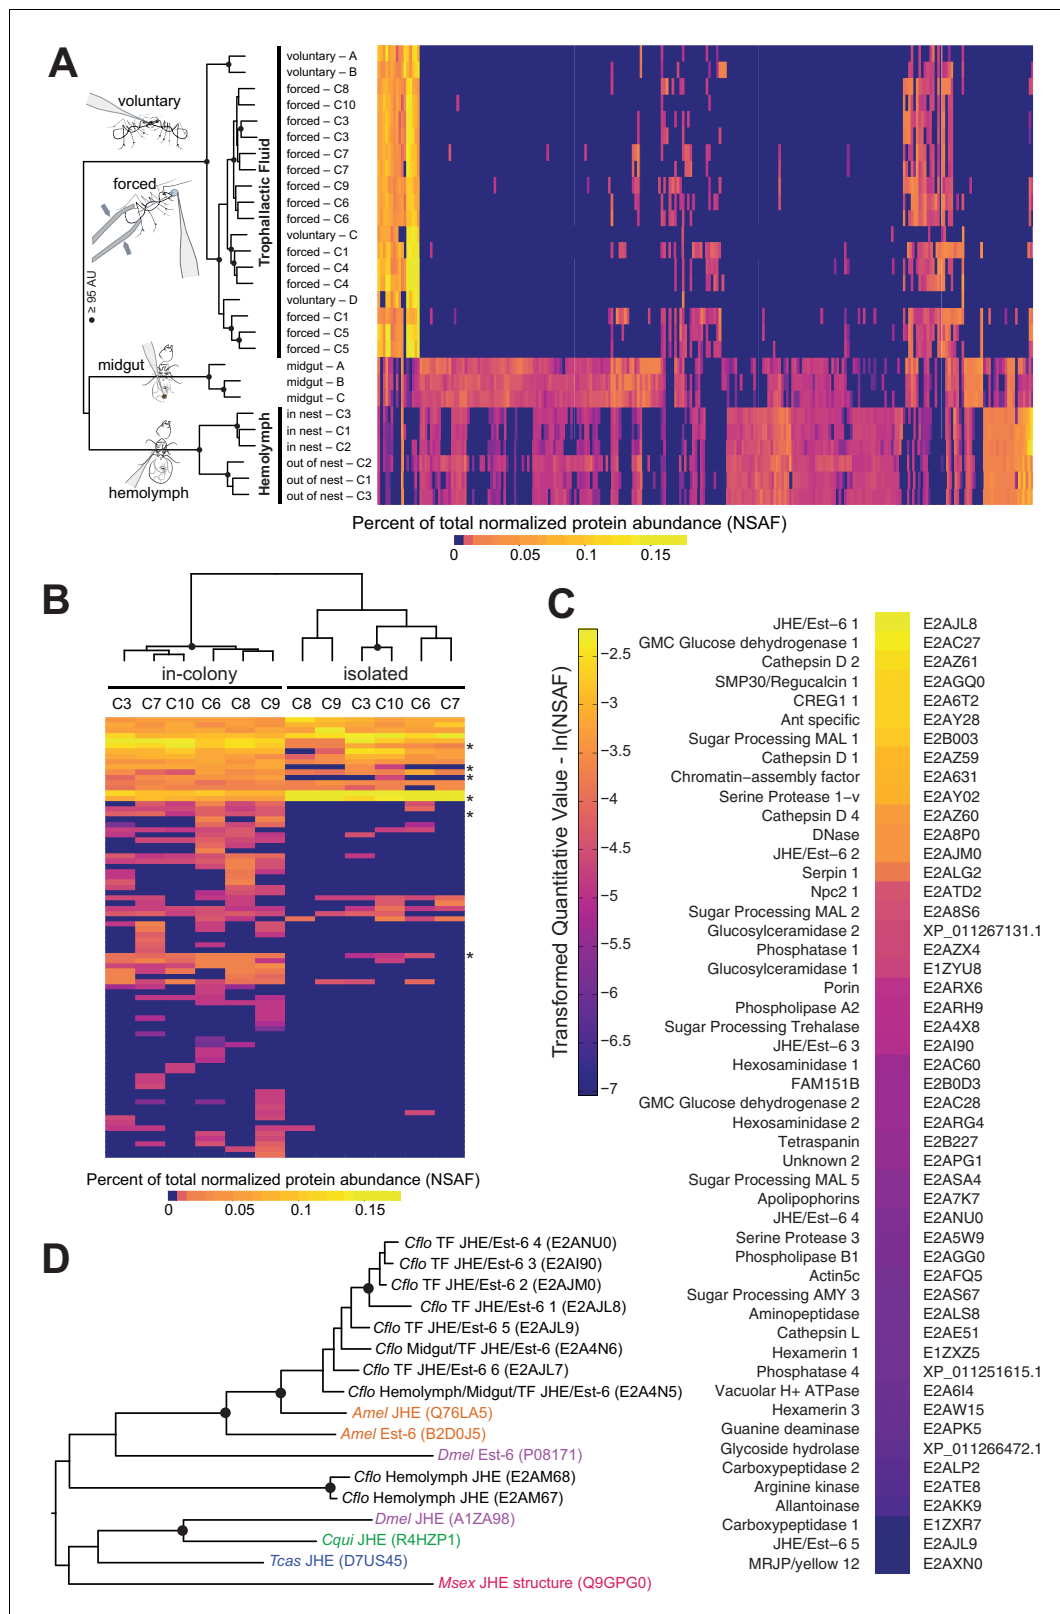 A
voluntary
forced
● ≥ 95 AU
midgut
hemolymph
voluntary – A
voluntary – B
forced – C8
forced – C10
forced – C3
forced – C3
forced – C7
forced – C7
forced – C9
forced – C6
forced – C6
voluntary – C
forced – C1
forced – C4
forced – C4
voluntary – D
forced – C1
forced – C5
forced – C5
midgut – A
midgut – B
midgut – C
in nest – C3
in nest – C1
in nest – C2
out of nest – C2
out of nest – C1
out of nest – C3
Trophallactic Fluid
Hemolymph
Percent of total normalized protein abundance (NSAF)
0 0.05 0.1 0.15
B
in-colony isolated
C3 C7 C10 C6 C8 C9 C8 C9 C3 C10 C6 C7
*
*
*
*
*
*
Percent of total normalized protein abundance (NSAF)
0 0.05 0.1 0.15
C
Transformed Quantitative Value - ln(NSAF)
−2.5
−3
−3.5
−4
−4.5
−5
−5.5
−6
−6.5
−7
JHE/Est−6 1 E2AJL8
GMC Glucose dehydrogenase 1 E2AC27
Cathepsin D 2 E2AZ61
SMP30/Regucalcin 1 E2AGQ0
CREG1 1 E2A6T2
Ant specific E2AY28
Sugar Processing MAL 1 E2B003
Cathepsin D 1 E2AZ59
Chromatin−assembly factor E2A631
Serine Protease 1−v E2AY02
Cathepsin D 4 E2AZ60
DNase E2A8P0
JHE/Est−6 2 E2AJM0
Serpin 1 E2ALG2
Npc2 1 E2ATD2
Sugar Processing MAL 2 E2A8S6
Glucosylceramidase 2 XP_011267131.1
Phosphatase 1 E2AZX4
Glucosylceramidase 1 E1ZYU8
Porin E2ARX6
Phospholipase A2 E2ARH9
Sugar Processing Trehalase E2A4X8
JHE/Est−6 3 E2AI90
Hexosaminidase 1 E2AC60
FAM151B E2B0D3
GMC Glucose dehydrogenase 2 E2AC28
Hexosaminidase 2 E2ARG4
Tetraspanin E2B227
Unknown 2 E2APG1
Sugar Processing MAL 5 E2ASA4
Apolipophorins E2A7K7
JHE/Est−6 4 E2ANU0
Serine Protease 3 E2A5W9
Phospholipase B1 E2AGG0
Actin5c E2AFQ5
Sugar Processing AMY 3 E2AS67
Aminopeptidase E2ALS8
Cathepsin L E2AE51
Hexamerin 1 E1ZXZ5
Phosphatase 4 XP_011251615.1
Vacuolar H+ ATPase E2A6I4
Hexamerin 3 E2AW15
Guanine deaminase E2APK5
Glycoside hydrolase XP_011266472.1
Carboxypeptidase 2 E2ALP2
Arginine kinase E2ATE8
Allantoinase E2AKK9
Carboxypeptidase 1 E1ZXR7
JHE/Est−6 5 E2AJL9
MRJP/yellow 12 E2AXN0
D
Cflo TF JHE/Est-6 4 (E2ANU0)
Cflo TF JHE/Est-6 3 (E2AI90)
Cflo TF JHE/Est-6 2 (E2AJM0)
Cflo TF JHE/Est-6 1 (E2AJL8)
Cflo TF JHE/Est-6 5 (E2AJL9)
Cflo Midgut/TF JHE/Est-6 (E2A4N6)
Cflo TF JHE/Est-6 6 (E2AJL7)
Cflo Hemolymph/Midgut/TF JHE/Est-6 (E2A4N5)
Amel JHE (Q76LA5)
Amel Est-6 (B2D0J5)
Dmel Est-6 (P08171)
Cflo Hemolymph JHE (E2AM68)
Cflo Hemolymph JHE (E2AM67)
Dmel JHE (A1ZA98)
Cqui JHE (R4HZP1)
Tcas JHE (D7US45)
Msex JHE structure (Q9GPG0)